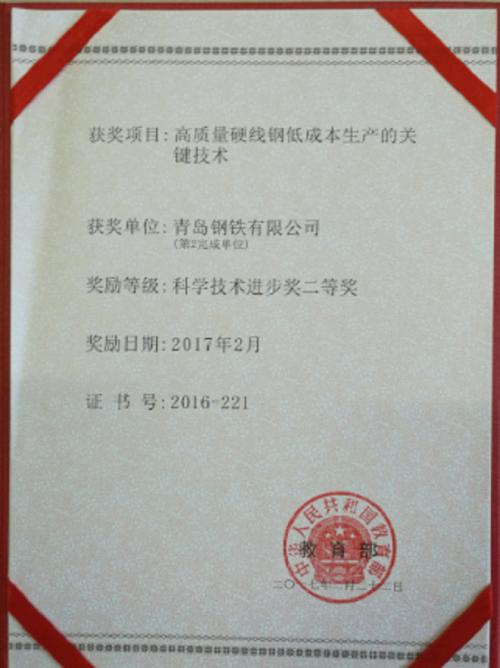 获奖项目:高质量硬线钢低成本生产的关
键技术
获奖单位:青岛钢铁有限公司
(第2完成单位)
奖励等级:科学技术进步奖二等奖
奖励日期:2017年2月
证 书 号:2016-221
中华人民共和国教育部
教育部
二〇一七年二月二十二日